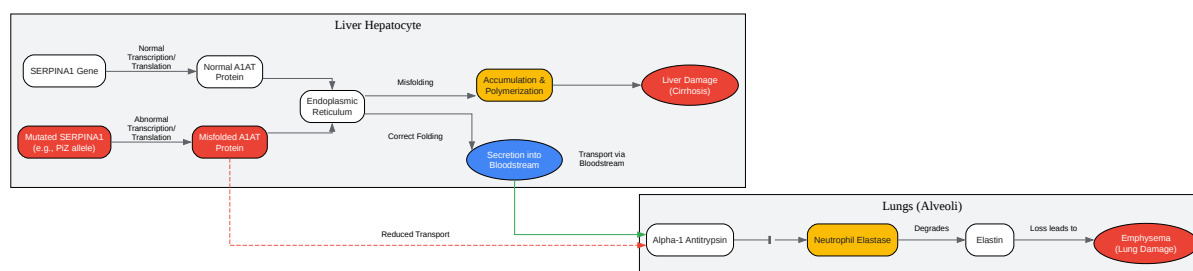 Liver Hepatocyte
SERPINA1 Gene
Normal
Transcription/
Translation
Normal A1AT
Protein
Mutated SERPINA1
(e.g., PiZ allele)
Abnormal
Transcription/
Translation
Misfolded A1AT
Protein
Endoplasmic
Reticulum
Misfolding
Accumulation &
Polymerization
Liver Damage
(Cirrhosis)
Correct Folding
Secretion into
Bloodstream
Transport via
Bloodstream
Reduced Transport
Lungs (Alveoli)
Alpha-1 Antitrypsin
Neutrophil Elastase
Degrades
Elastin
Loss leads to
Emphysema
(Lung Damage)